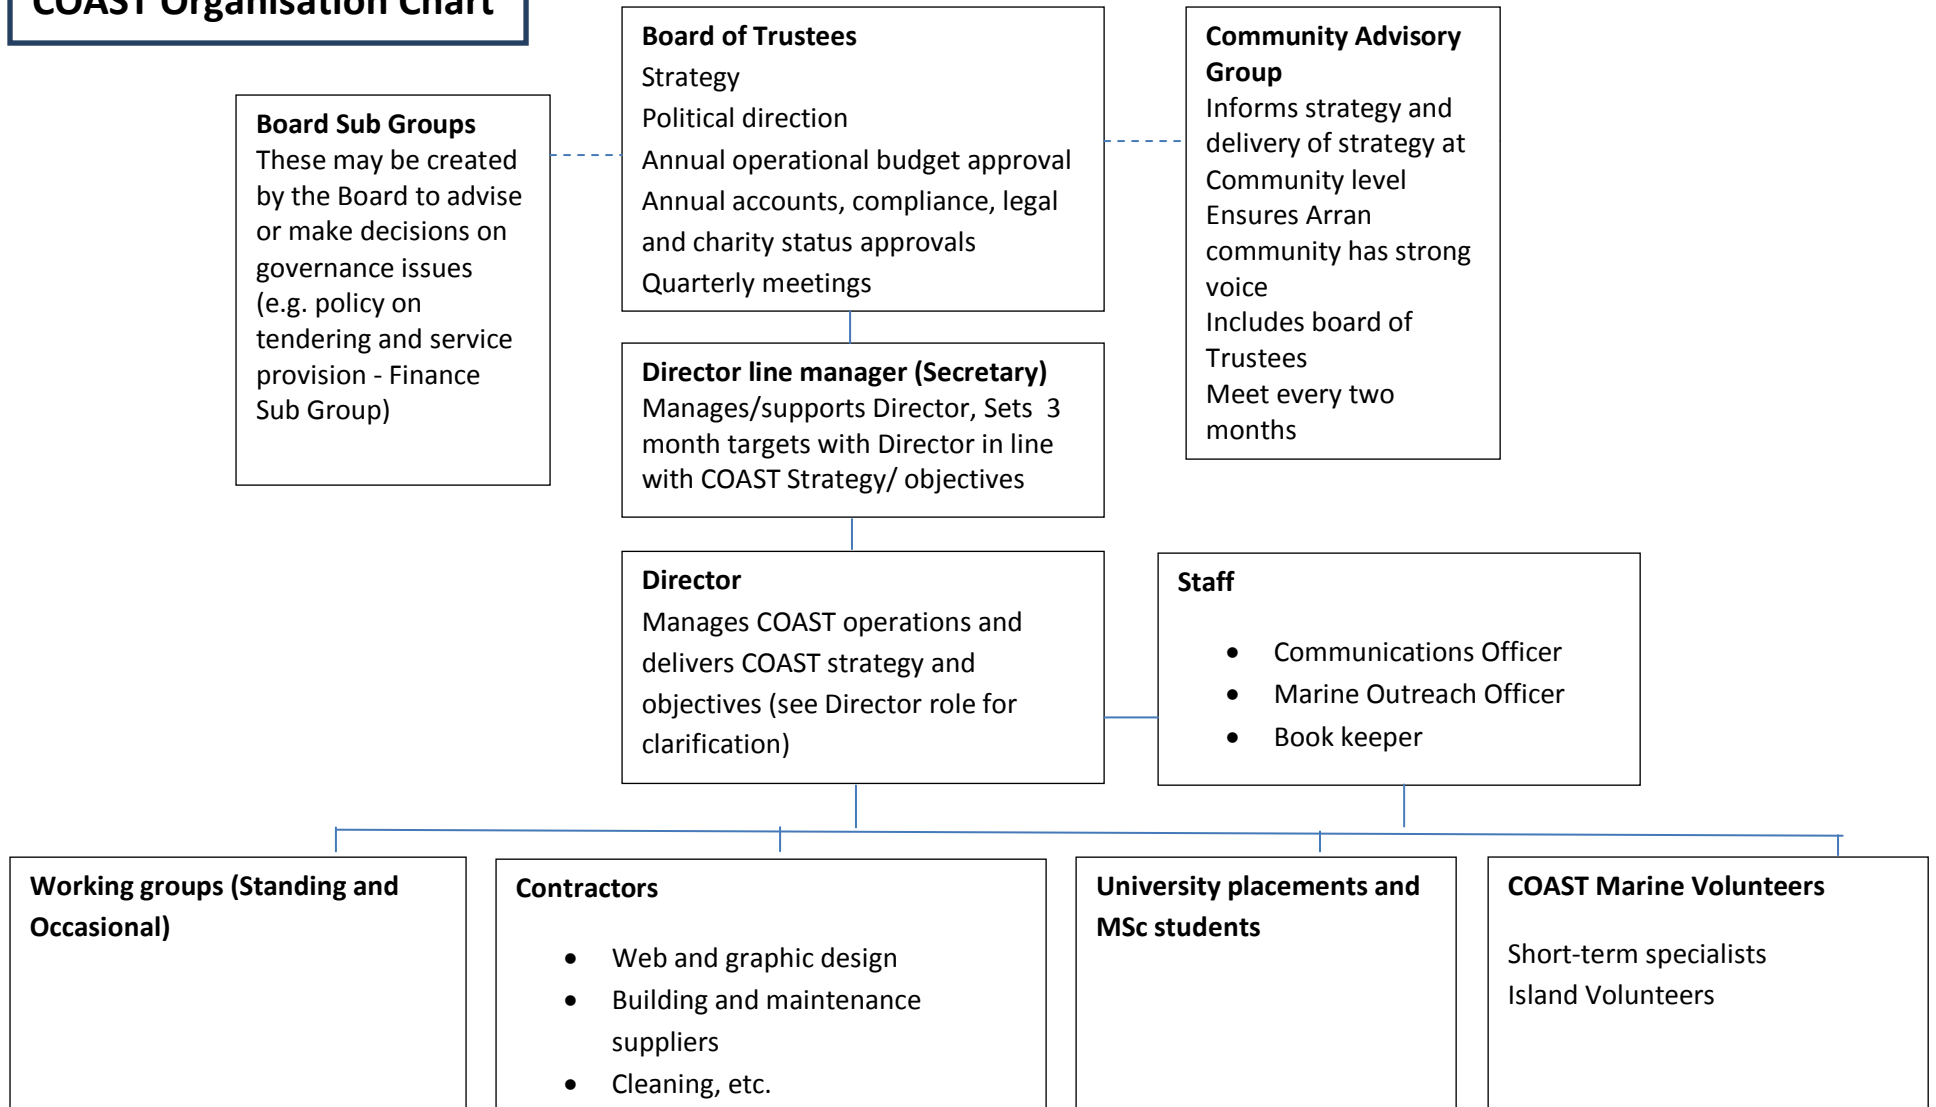 COAST Organisation Chart
Board of Trustees
Strategy
Political direction
Annual operational budget approval
Annual accounts, compliance, legal
and charity status approvals
Quarterly meetings
Community Advisory
Group
Informs strategy and
delivery of strategy at
Community level
Ensures Arran
community has strong
voice
Includes board of
Trustees
Meet every two
months
Board Sub Groups
These may be created
by the Board to advise
or make decisions on
governance issues
(e.g. policy on
tendering and service
provision - Finance
Sub Group)
Director line manager (Secretary)
Manages/supports Director, Sets 3
month targets with Director in line
with COAST Strategy/ objectives
Director
Manages COAST operations and
delivers COAST strategy and
objectives (see Director role for
clarification)
Staff
• Communications Officer
• Marine Outreach Officer
• Book keeper
Working groups (Standing and
Occasional)
Contractors
• Web and graphic design
• Building and maintenance
suppliers
• Cleaning, etc.
University placements and
MSc students
COAST Marine Volunteers
Short-term specialists
Island Volunteers